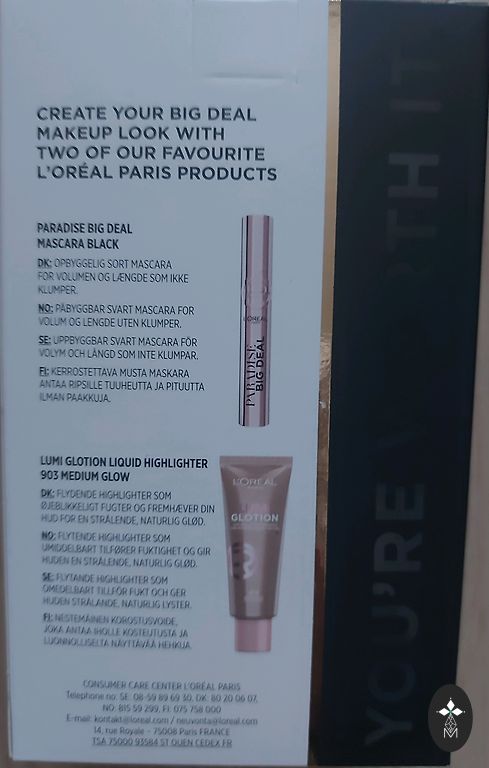 CREATE YOUR BIG DEAL
MAKEUP LOOK WITH
TWO OF OUR FAVOURITE
L'ORÉAL PARIS PRODUCTS
PARADISE BIG DEAL
MASCARA BLACK
DK: OPBYGGELIG SORT MASCARA
FOR VOLUMEN OG LÆNGDE SOM IKKE
KLUMPER.
NO: PÅBYGGBAR SVART MASCARA FOR
VOLUM OG LENGDE UTEN KLUMPER.
SE: UPPBYGGBAR SVART MASCARA FÖR
VOLYM OCH LÄNGD SOM INTE KLUMPAR.
FI: KERROSTETTAVA MUSTA MASKARA
ANTAA RIPSILLE TUUHEUTTA JA PITUUTTA
ILMAN PAAKKUJA.
L'ORÉAL
PARADISE
BIG DEAL
LUMI GLOTION LIQUID HIGHLIGHTER
903 MEDIUM GLOW
DK: FLYDENDE HIGHLIGHTER SOM
ØJEBLIKKELIGT FUGTER OG FREMHÆVER DIN
HUD FOR EN STRÅLENDE, NATURLIG GLØD.
NO: FLYTENDE HIGHLIGHTER SOM
UMIDDELBART TILFØRER FUKTIGHET OG GIR
HUDEN EN STRÅLENDE, NATURLIG GLØD.
SE: FLYTANDE HIGHLIGHTER SOM
OMEDELBART TILLFÖR FUKT OCH GER
HUDEN STRÅLANDE, NATURLIG LYSTER.
FI: NESTEMÄINEN KOROSTUSVOIDE,
JOKA ANTAA IHOLLE KOSTEUTUSTA JA
LUONNOLLISELTA NÄYTTÄVÄÄ HEHKUA.
L'ORÉAL
GLOTION
CONSUMER CARE CENTER L'ORÉAL PARIS
Telephone no: SE: 08-59 89 69 30, DK: 80 20 06 07,
NO: 815 59 299, FI: 075 758 000
E-mail: kontakt@loreal.com / neuvonta@loreal.com
14, rue Royale - 75008 Paris FRANCE
TSA 75000 93584 ST OUEN CEDEX FR
YOU'RE IT
M